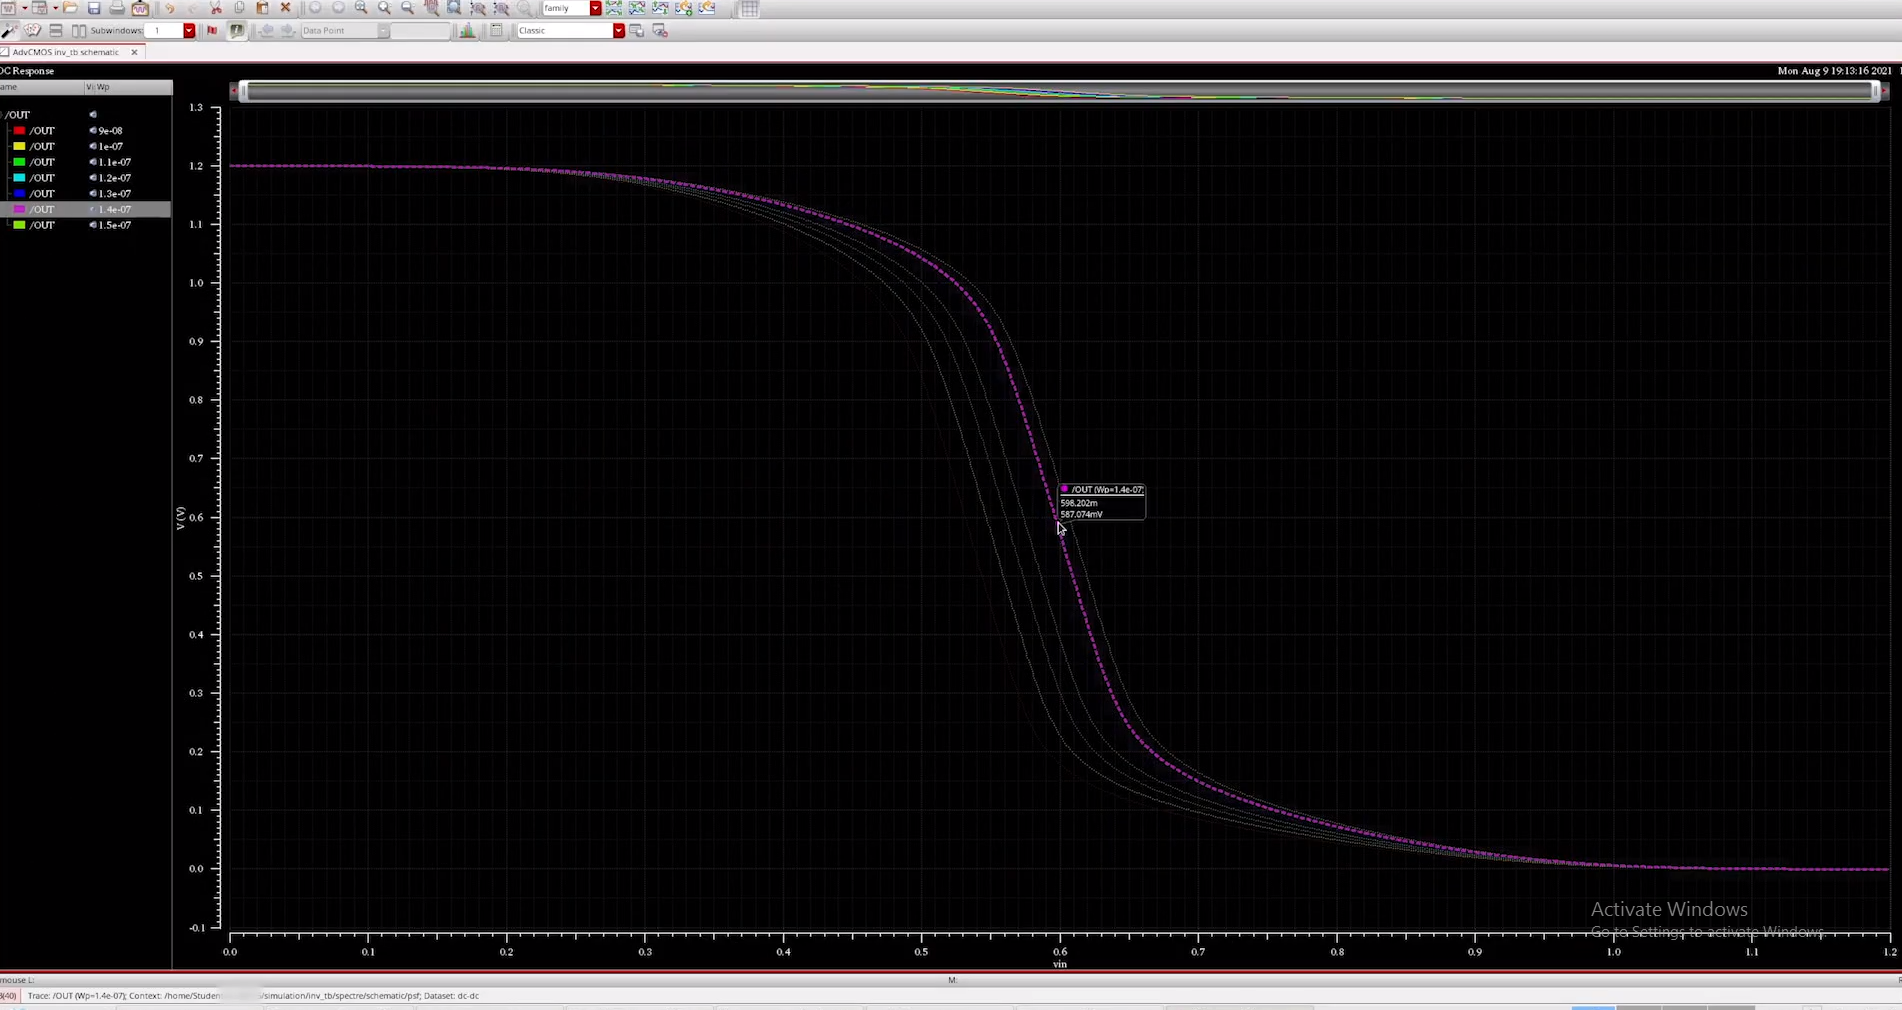 family
Subwindows: 1
Data Point
Classic
AdvCMOS inv_tb schematic
DC Response
Mon Aug 9 19:13:16 2021
ame Vi Wp
/OUT
/OUT 9e-08
/OUT 1e-07
/OUT 1.1e-07
/OUT 1.2e-07
/OUT 1.3e-07
/OUT 1.4e-07
/OUT 1.5e-07
1.3
1.2
1.1
1.0
0.9
0.8
0.7
0.6
0.5
0.4
0.3
0.2
0.1
0.0
-0.1
V (V)
/OUT (Wp=1.4e-07)
598.202m
587.074mV
0.0 0.1 0.2 0.3 0.4 0.5 0.6 0.7 0.8 0.9 1.0 1.1 1.2
vin
Activate Windows
Go to Settings to activate Windows.
mouse L: M:
8(40) Trace: /OUT (Wp=1.4e-07); Context: /home/Studen /simulation/inv_tb/spectre/schematic/psf; Dataset: dc-dc